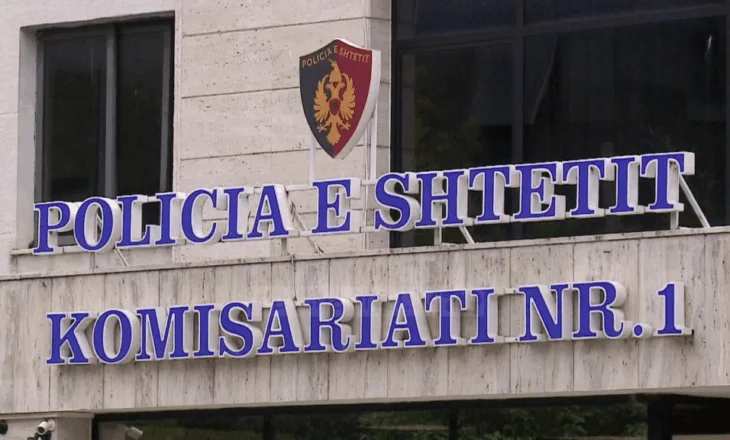 POLICIA E SHTETIT
POLICIA E SHTETIT
KOMISARIATI NR.1